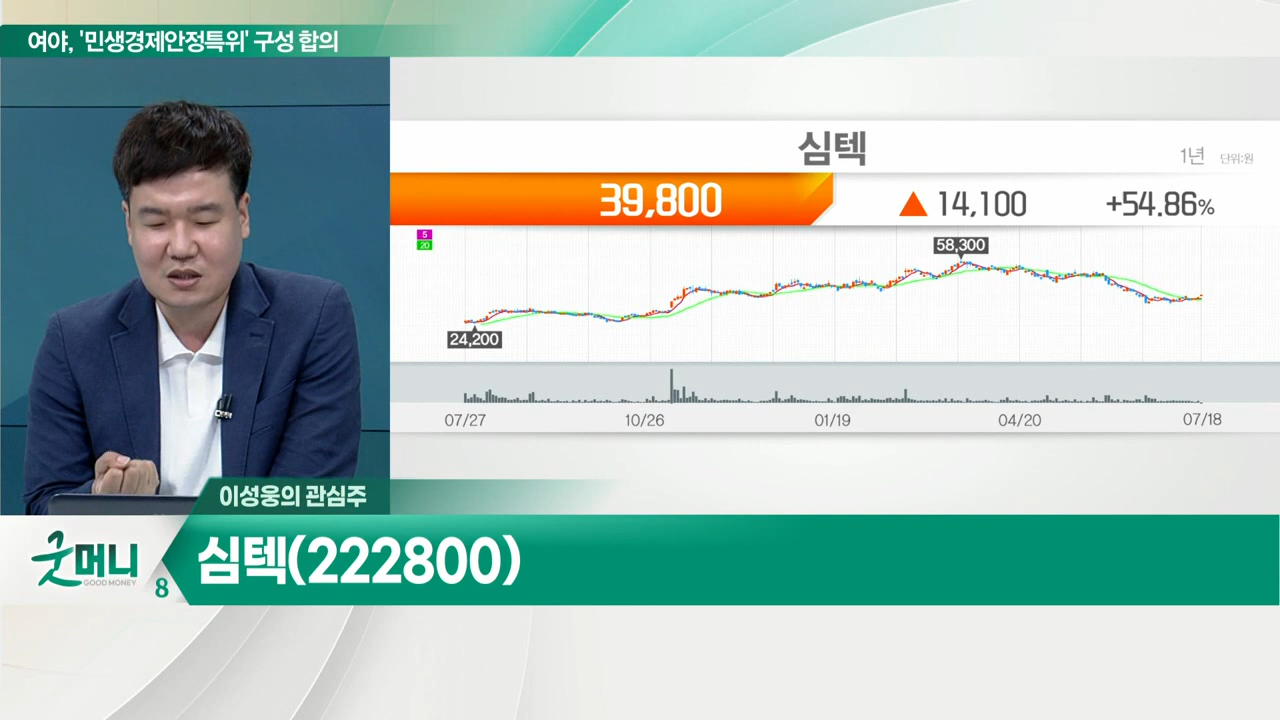 여야, '민생경제안정특위' 구성 합의
심텍
1년 단위:원
39,800 ▲ 14,100 +54.86%
5
20
58,300
24,200
07/27 10/26 01/19 04/20 07/18
이성웅의 관심주
굿머니
GOOD MONEY
8
심텍(222800)